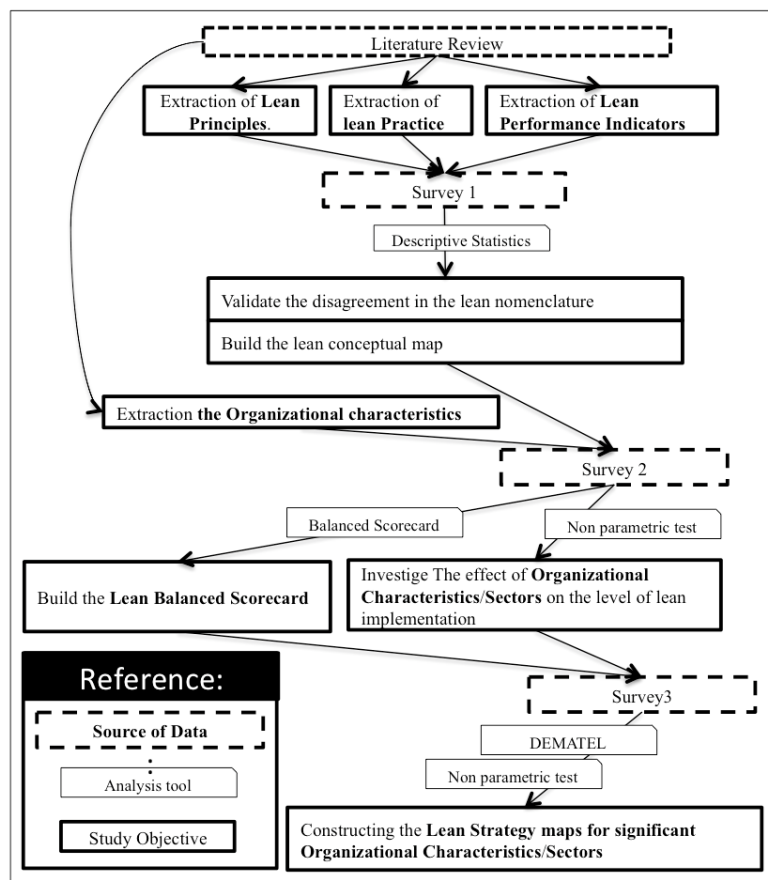 Literature Review
Extraction of Lean
Principles.
Extraction of
lean Practice
Extraction of Lean
Performance Indicators
Survey 1
Descriptive Statistics
Validate the disagreement in the lean nomenclature
Build the lean conceptual map
Extraction the Organizational characteristics
Survey 2
Balanced Scorecard
Non parametric test
Build the Lean Balanced Scorecard
Investige The effect of Organizational
Characteristics/Sectors on the level of lean
implementation
Reference:
Source of Data
:
Analysis tool
Study Objective
Survey3
DEMATEL
Non parametric test
Constructing the Lean Strategy maps for significant
Organizational Characteristics/Sectors